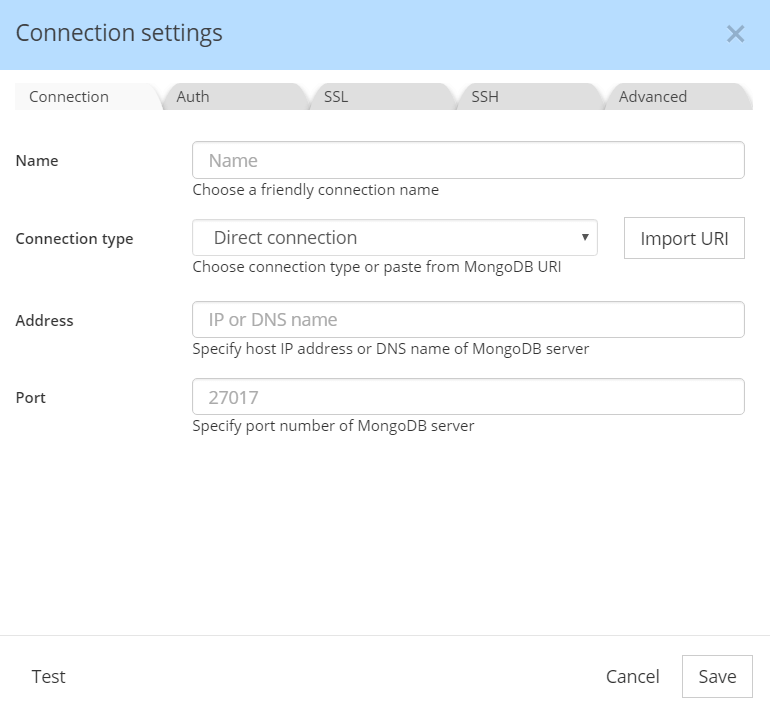 Connection settings
Connection
Auth
SSL
SSH
Advanced
Name
Name
Choose a friendly connection name
Connection type
Direct connection
Import URI
Choose connection type or paste from MongoDB URI
Address
IP or DNS name
Specify host IP address or DNS name of MongoDB server
Port
27017
Specify port number of MongoDB server
Test
Cancel
Save